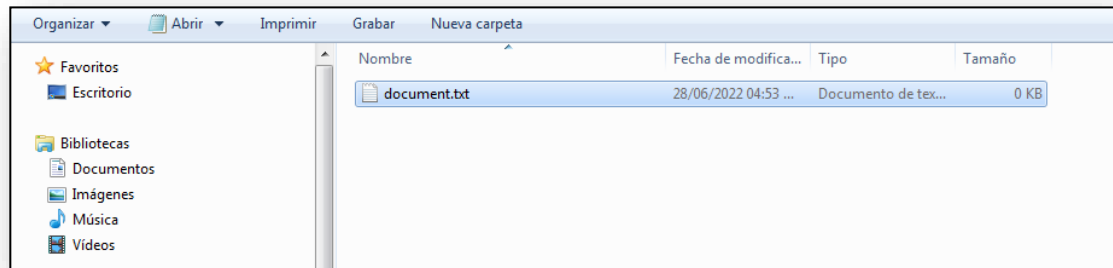 Organizar Abrir Imprimir Grabar Nueva carpeta
Favoritos
Escritorio
Bibliotecas
Documentos
Imágenes
Música
Vídeos
Nombre Fecha de modifica... Tipo Tamaño
document.txt 28/06/2022 04:53 ... Documento de tex... 0 KB